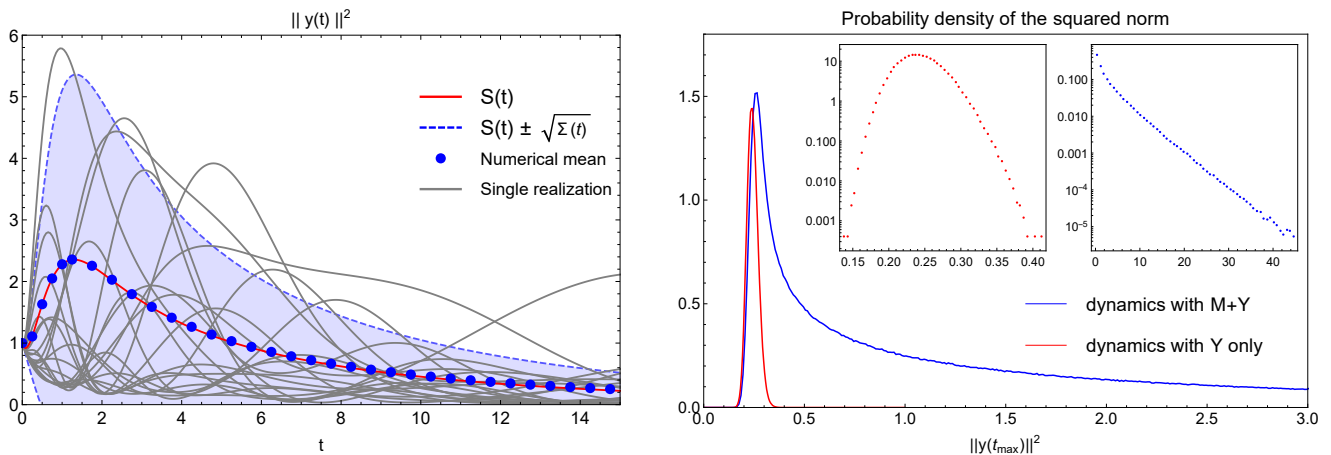 || y(t) ||²
6
5
4
3
2
1
0
0 2 4 6 8 10 12 14
t
S(t)
S(t) ± √Σ(t)
Numerical mean
Single realization
Probability density of the squared norm
1.5
1.0
0.5
0.0
0.0 0.5 1.0 1.5 2.0 2.5 3.0
||y(t_max)||²
10
1
0.100
0.010
0.001
0.15 0.20 0.25 0.30 0.35 0.40
0.100
0.010
0.001
10⁻⁴
10⁻⁵
0 10 20 30 40
dynamics with M+Y
dynamics with Y only